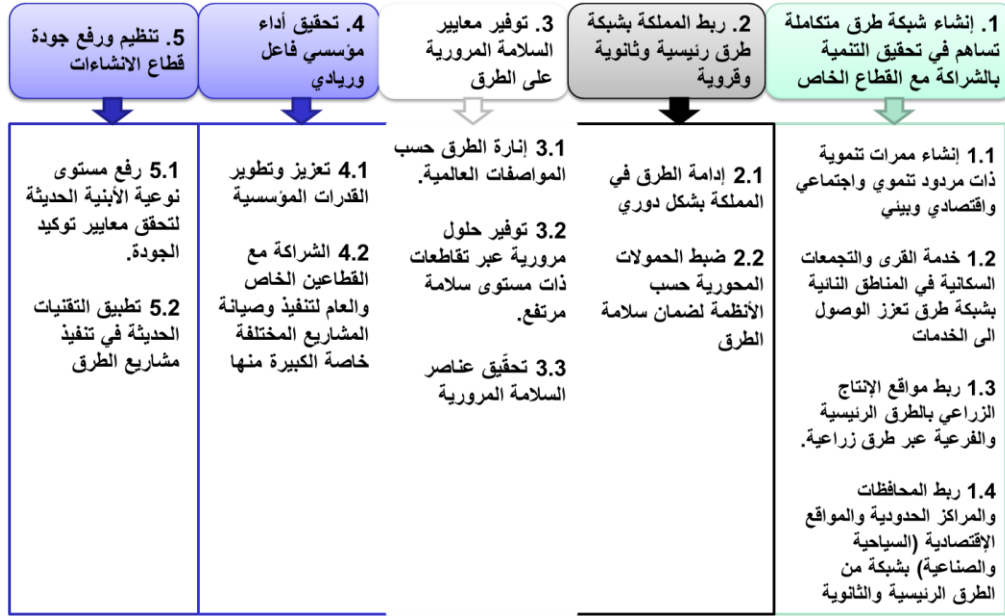 1. إنشاء شبكة طرق متكاملة
تساهم في تحقيق التنمية
بالشراكة مع القطاع الخاص
2. ربط المملكة بشبكة
طرق رئيسية وثانوية
وقروية
3. توفير معايير
السلامة المرورية
على الطرق
4. تحقيق أداء
مؤسسي فاعل
وريادي
5. تنظيم ورفع جودة
قطاع الانشاءات
1.1 إنشاء ممرات تنموية
ذات مردود تنموي واجتماعي
واقتصادي وبيئي
1.2 خدمة القرى والتجمعات
السكانية في المناطق النائية
بشبكة طرق تعزز الوصول
الى الخدمات
1.3 ربط مواقع الإنتاج
الزراعي بالطرق الرئيسية
والفرعية عبر طرق زراعية.
1.4 ربط المحافظات
والمراكز الحدودية والمواقع
الإقتصادية (السياحية
والصناعية) بشبكة من
الطرق الرئيسية والثانوية
2.1 إدامة الطرق في
المملكة بشكل دوري
2.2 ضبط الحمولات
المحورية حسب
الأنظمة لضمان سلامة
الطرق
3.1 إنارة الطرق حسب
المواصفات العالمية.
3.2 توفير حلول
مرورية عبر تقاطعات
ذات مستوى سلامة
مرتفع.
3.3 تحقّيق عناصر
السلامة المرورية
4.1 تعزيز وتطوير
القدرات المؤسسية
4.2 الشراكة مع
القطاعين الخاص
والعام لتنفيذ وصيانة
المشاريع المختلفة
خاصة الكبيرة منها
5.1 رفع مستوى
نوعية الأبنية الحديثة
لتحقق معايير توكيد
الجودة.
5.2 تطبيق التقنيات
الحديثة في تنفيذ
مشاريع الطرق